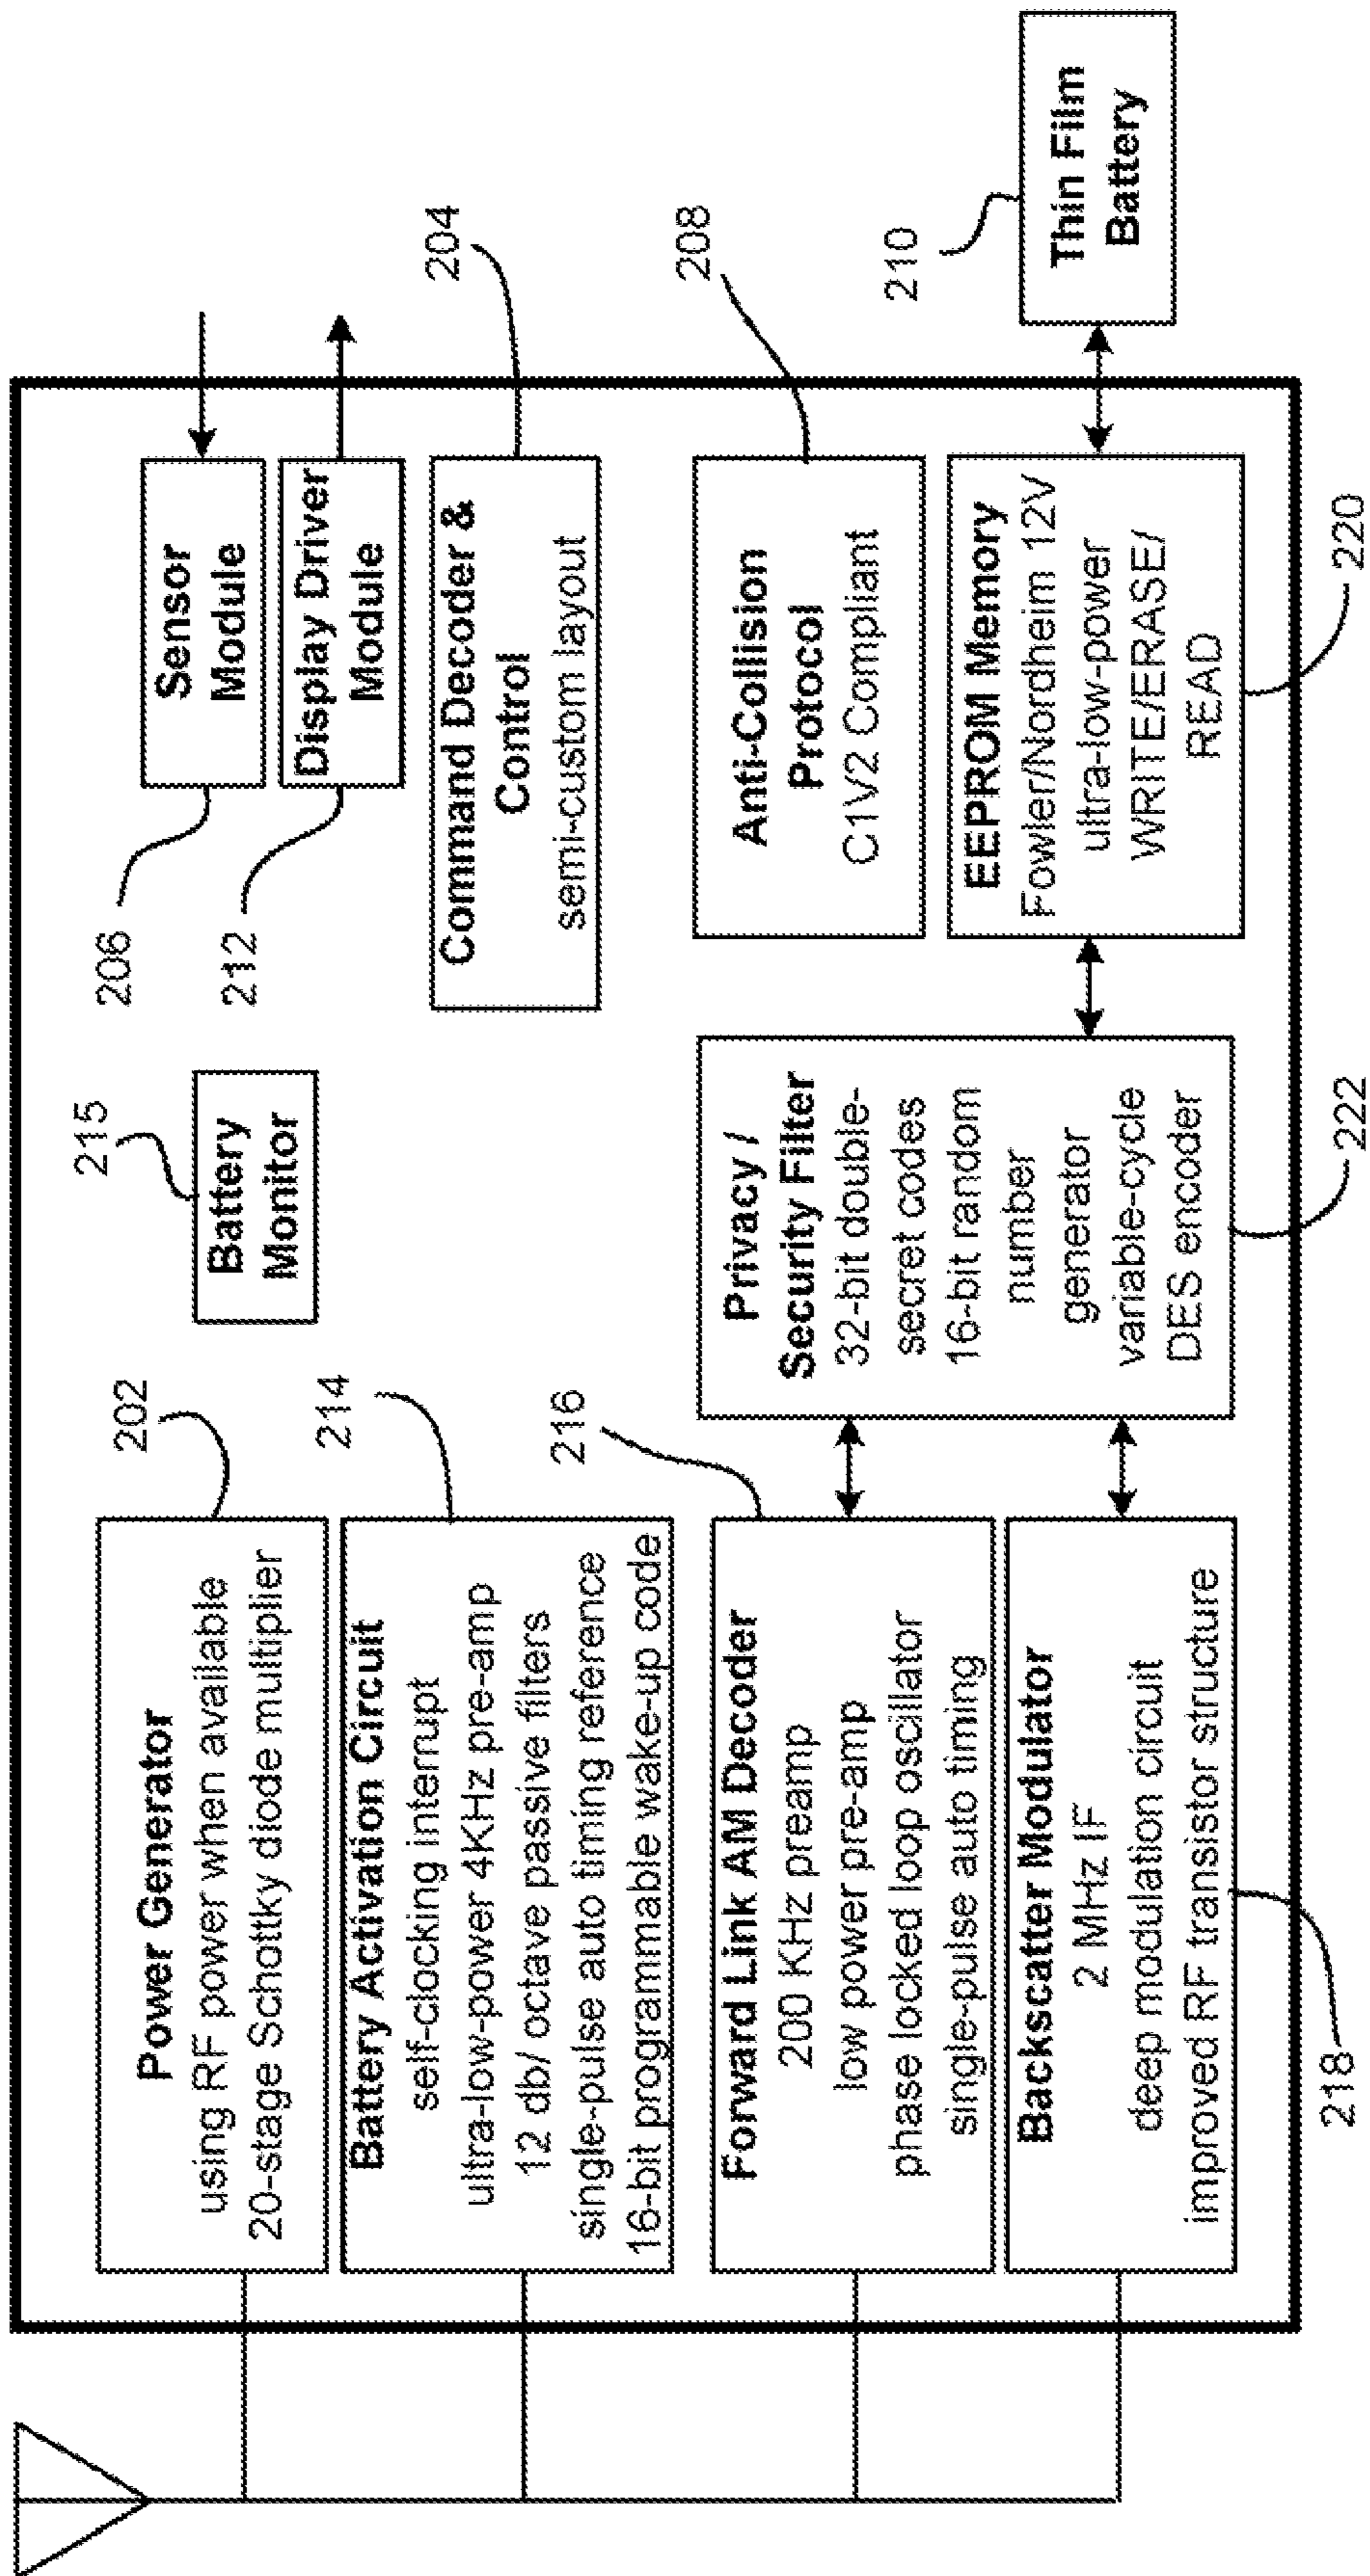 202
Power Generator
using RF power when available
20-stage Schottky diode multiplier
214
Battery Activation Circuit
self-clocking interrupt
ultra-low-power 4KHz pre-amp
12 db/ octave passive filters
single-pulse auto timing reference
16-bit programmable wake-up code
216
Forward Link AM Decoder
200 KHz preamp
low power pre-amp
phase locked loop oscillator
single-pulse auto timing
Backscatter Modulator
2 MHz IF
deep modulation circuit
improved RF transistor structure
218
215
Battery
Monitor
Privacy /
Security Filter
32-bit double-
secret codes
16-bit random
number
generator
variable-cycle
DES encoder
222
206
Sensor
Module
212
Display Driver
Module
204
Command Decoder &
Control
semi-custom layout
208
Anti-Collision
Protocol
C1V2 Compliant
EEPROM Memory
Fowler/Nordheim 12V
ultra-low-power
WRITE/ERASE/
READ
220
210
Thin Film
Battery